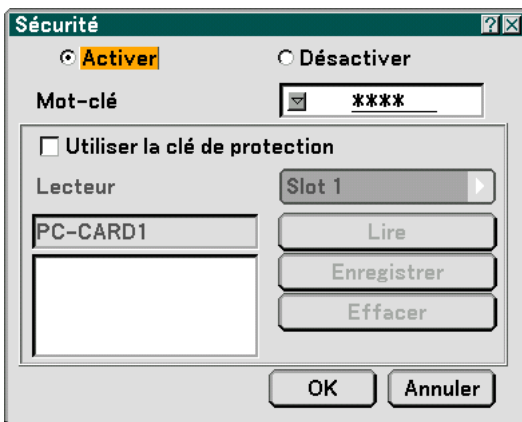 Sécurité
Activer Désactiver
Mot-clé ****
Utiliser la clé de protection
Lecteur Slot 1
PC-CARD1 Lire
Enregistrer
Effacer
OK Annuler